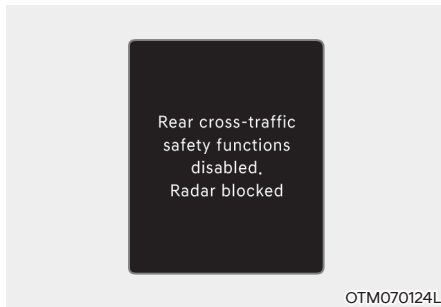 Rear cross-traffic
safety functions
disabled.
Radar blocked
OTM070124L